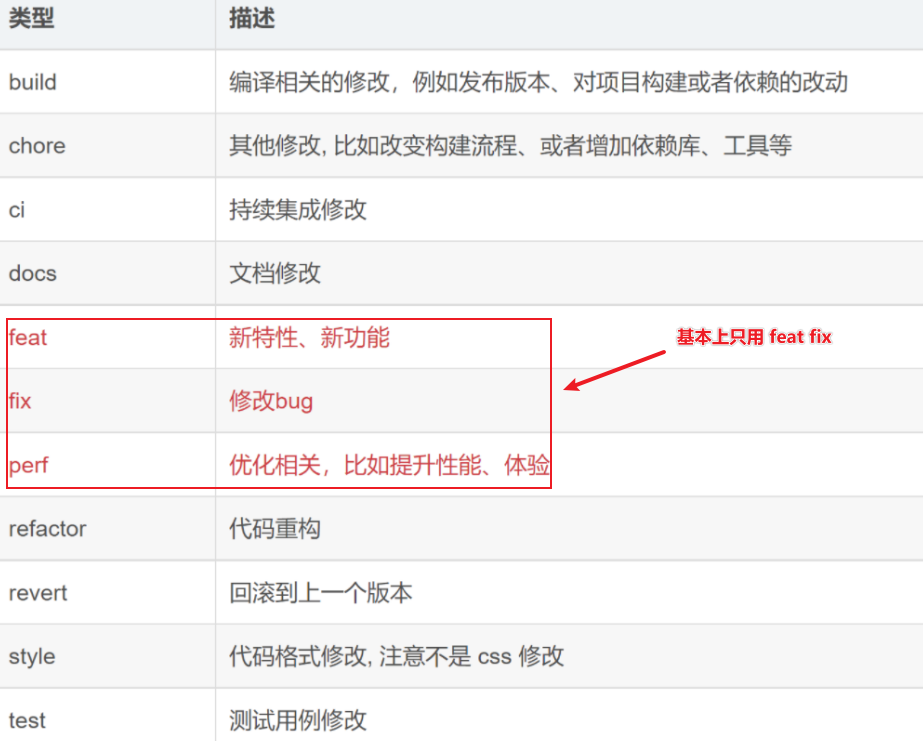 类型 描述
build 编译相关的修改，例如发布版本、对项目构建或者依赖的改动
chore 其他修改, 比如改变构建流程、或者增加依赖库、工具等
ci 持续集成修改
docs 文档修改
feat 新特性、新功能
基本上只用 feat fix
fix 修改bug
perf 优化相关，比如提升性能、体验
refactor 代码重构
revert 回滚到上一个版本
style 代码格式修改, 注意不是 css 修改
test 测试用例修改